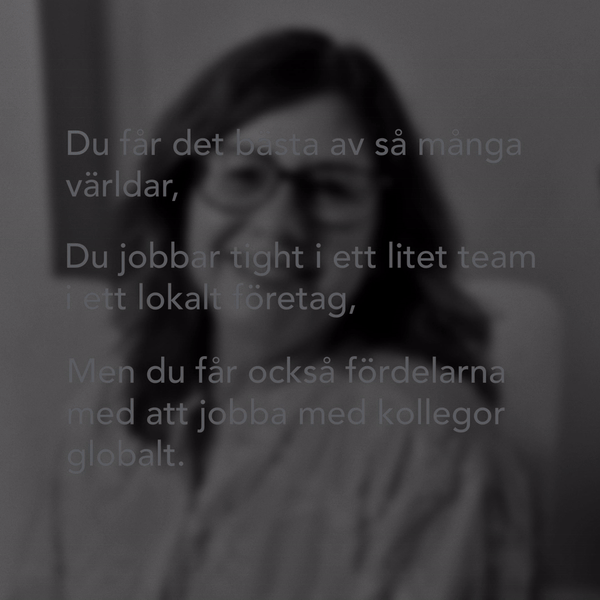 Du får det bästa av så många
världar,
Du jobbar tight i ett litet team
i ett lokalt företag,
Men du får också fördelarna
med att jobba med kollegor
globalt.